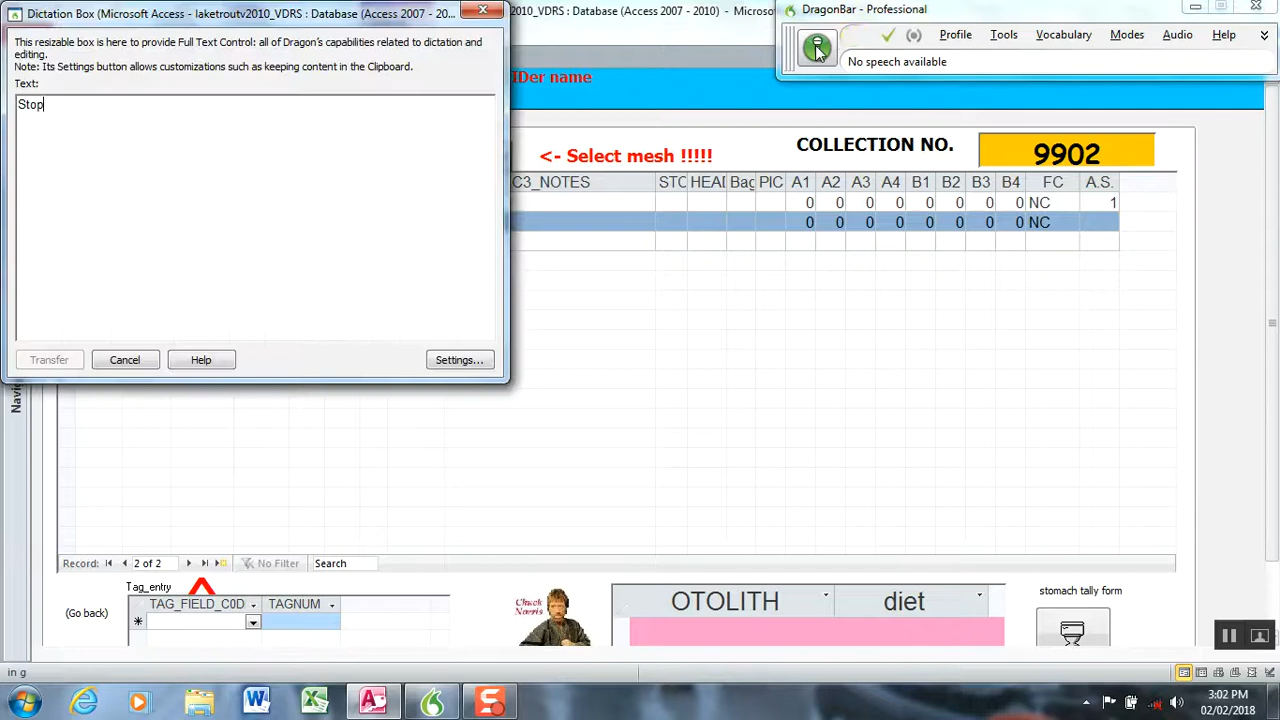 Dictation Box (Microsoft Access - laketroutv2010_VDRS : Database (Access 2007 - 20...
2010_VDRS : Database (Access 2007 - 2010) - Microso
DragonBar - Professional
Profile Tools Vocabulary Modes Audio Help
No speech available
This resizable box is here to Provide Full Text Control: all of Dragon's capabilities related to dictation and
editing.
Note: Its Settings button allows customizations such as keeping content in the Clipboard.
Text:
Stop
Transfer Cancel Help Settings...
IDer name
<- Select mesh !!!!!
COLLECTION NO. 9902
C3_NOTES STC HEAD Bag PIC A1 A2 A3 A4 B1 B2 B3 B4 FC A.S.
0 0 0 0 0 0 0 0 NC 1
0 0 0 0 0 0 0 0 NC
Navi
Record: 2 of 2 No Filter Search
Tag_entry
(Go back)
TAG_FIELD_C0D TAGNUM
Chuck
Norris
OTOLITH diet
stomach tally form
in g
3:02 PM
02/02/2018